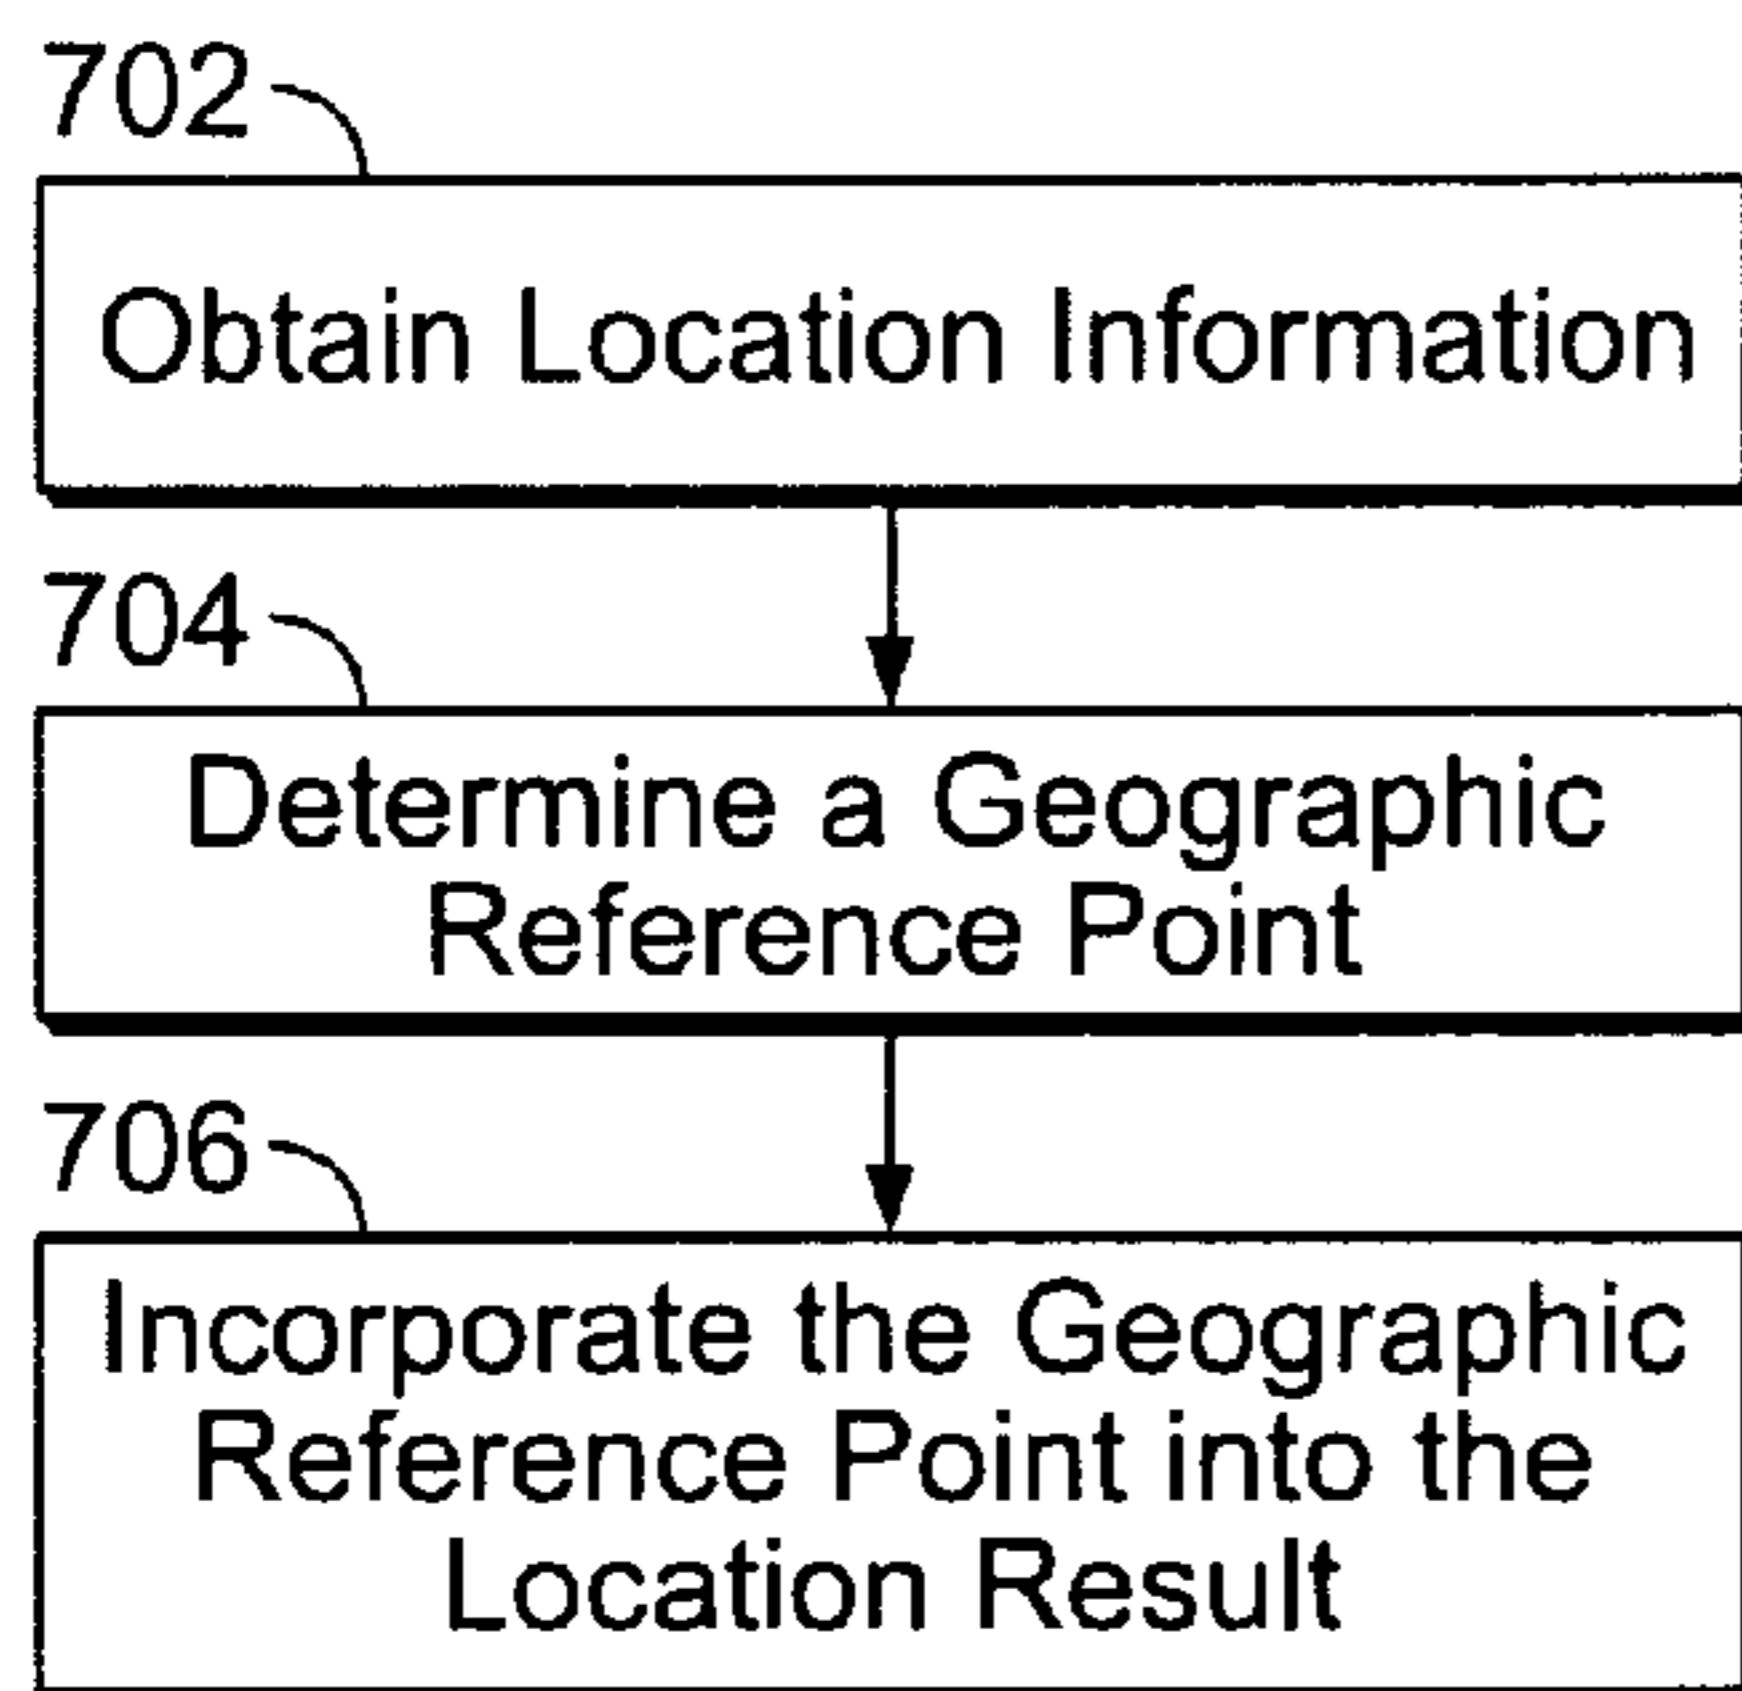 702
Obtain Location Information
704
Determine a Geographic
Reference Point
706
Incorporate the Geographic
Reference Point into the
Location Result